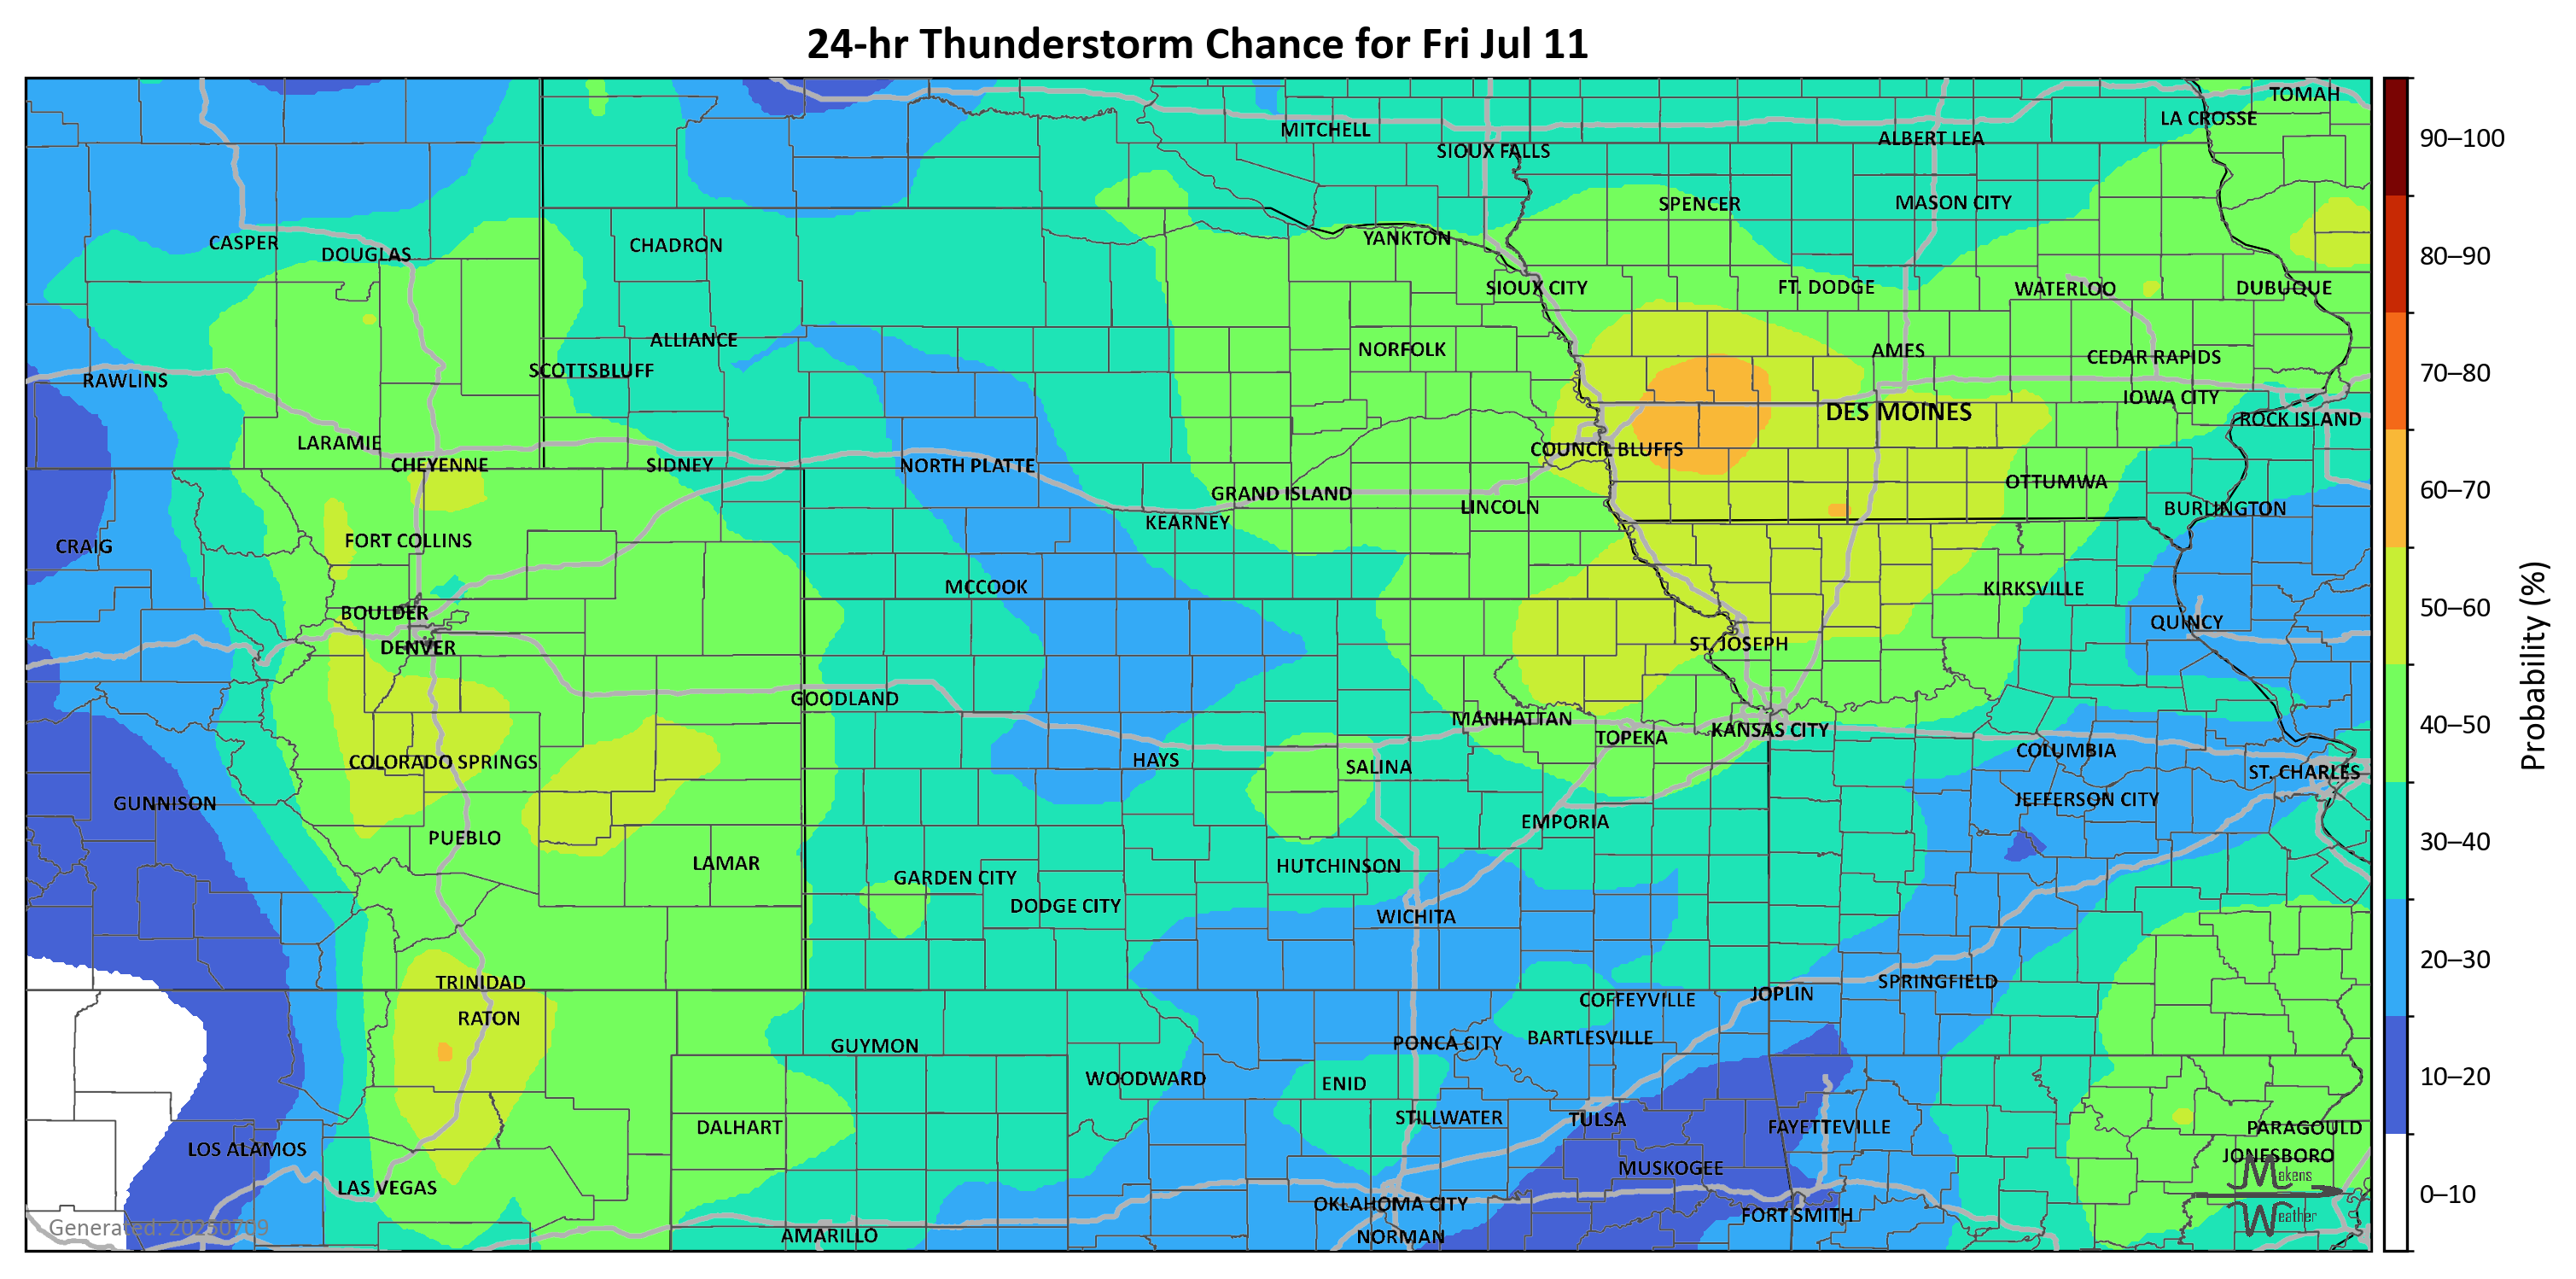 24-hr Thunderstorm Chance for Fri Jul 11
TOMAH
LA CROSSE
MITCHELL
ALBERT LEA
SIOUX FALLS
SPENCER
MASON CITY
CASPER
DOUGLAS
CHADRON
YANKTON
SIOUX CITY
FT. DODGE
WATERLOO
DUBUQUE
ALLIANCE
NORFOLK
AMES
CEDAR RAPIDS
RAWLINS
SCOTTSBLUFF
IOWA CITY
DES MOINES
ROCK ISLAND
LARAMIE
CHEYENNE
SIDNEY
NORTH PLATTE
COUNCIL BLUFFS
GRAND ISLAND
LINCOLN
OTTUMWA
BURLINGTON
KEARNEY
CRAIG
FORT COLLINS
MCCOOK
KIRKSVILLE
BOULDER
QUINCY
DENVER
ST. JOSEPH
GOODLAND
MANHATTAN
TOPEKA
KANSAS CITY
COLUMBIA
COLORADO SPRINGS
HAYS
SALINA
ST. CHARLES
GUNNISON
JEFFERSON CITY
PUEBLO
EMPORIA
LAMAR
GARDEN CITY
HUTCHINSON
DODGE CITY
WICHITA
TRINIDAD
SPRINGFIELD
JOPLIN
COFFEYVILLE
RATON
GUYMON
PONCA CITY
BARTLESVILLE
WOODWARD
ENID
STILLWATER
TULSA
DALHART
FAYETTEVILLE
PARAGOULD
LOS ALAMOS
JONESBORO
MUSKOGEE
LAS VEGAS
OKLAHOMA CITY
FORT SMITH
AMARILLO
NORMAN
Generated: 20250709
Makens
Weather
90–100
80–90
70–80
60–70
50–60
40–50
30–40
20–30
10–20
0–10
Probability (%)